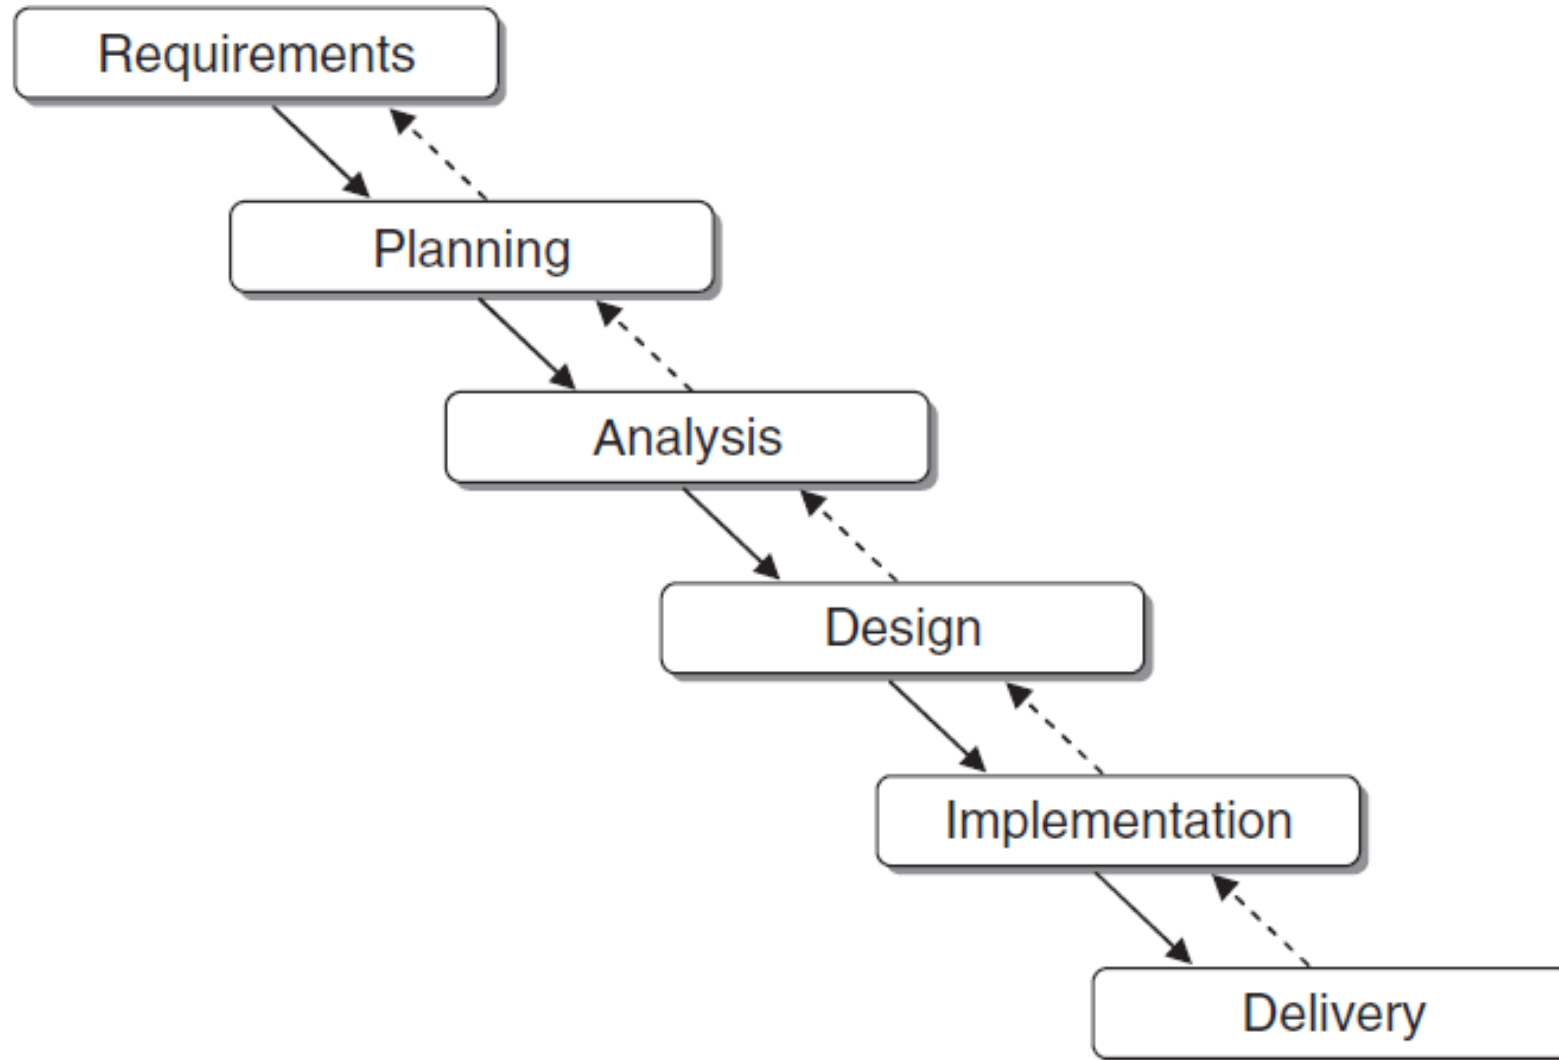 Requirements
Planning
Analysis
Design
Implementation
Delivery